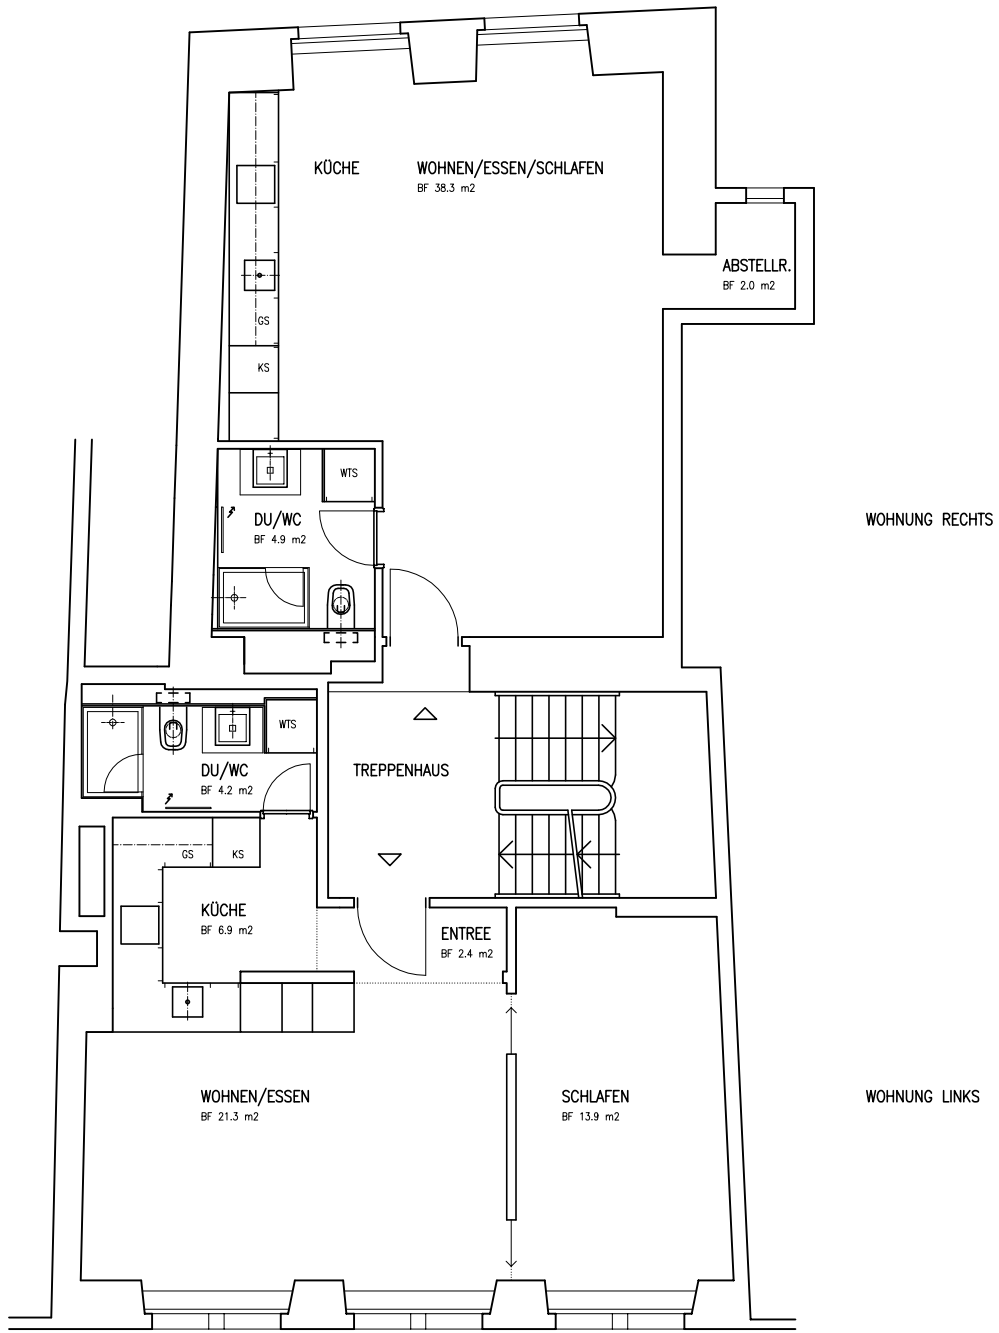 KÜCHE
WOHNEN/ESSEN/SCHLAFEN
BF 38.3 m2
ABSTELLR.
BF 2.0 m2
GS
KS
WTS
DU/WC
BF 4.9 m2
WOHNUNG RECHTS
WTS
DU/WC
BF 4.2 m2
TREPPENHAUS
GS
KS
KÜCHE
BF 6.9 m2
ENTREE
BF 2.4 m2
WOHNEN/ESSEN
BF 21.3 m2
SCHLAFEN
BF 13.9 m2
WOHNUNG LINKS